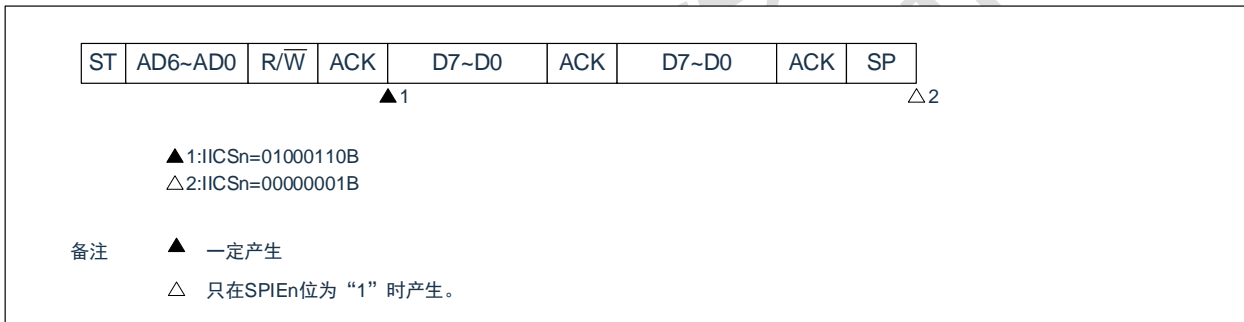 ST AD6~AD0 R/W̅ ACK D7~D0 ACK D7~D0 ACK SP
▲1 △2
▲1:IICSn=01000110B
△2:IICSn=00000001B
备注 ▲ 一定产生
△ 只在SPIEn位为“1”时产生。